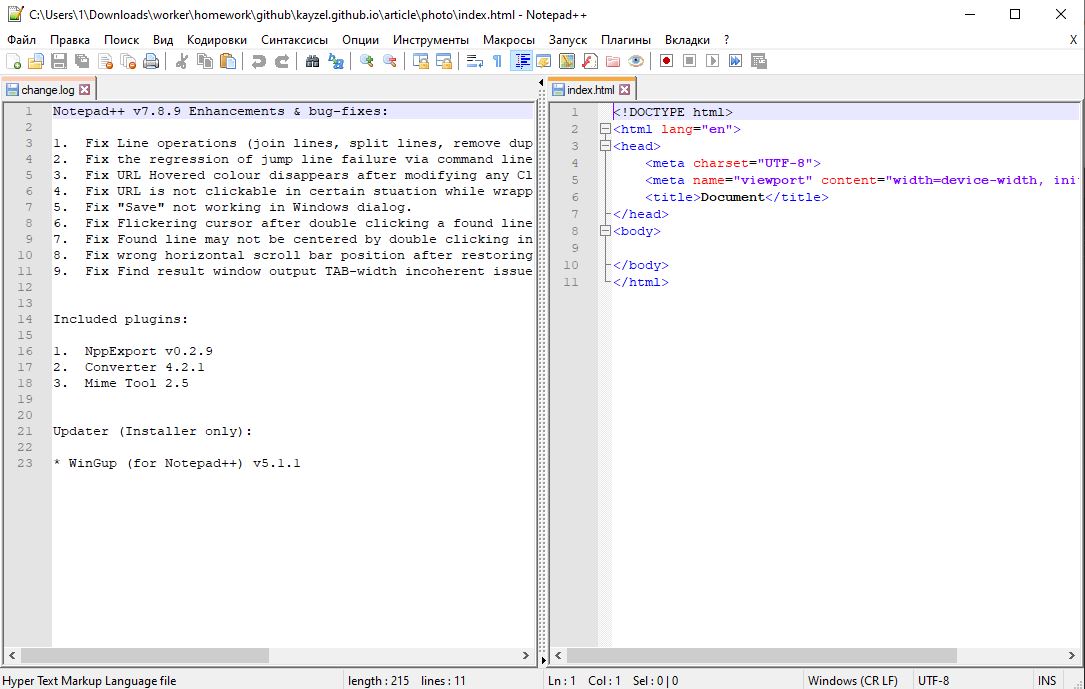 C:\Users\1\Downloads\worker\homework\github\kayzel.github.io\article\photo\index.html - Notepad++
Файл Правка Поиск Вид Кодировки Синтаксисы Опции Инструменты Макросы Запуск Плагины Вкладки ? X
change.log
1 Notepad++ v7.8.9 Enhancements & bug-fixes:
2
3 1. Fix Line operations (join lines, split lines, remove dup
4 2. Fix the regression of jump line failure via command line
5 3. Fix URL Hovered colour disappears after modifying any Cl
6 4. Fix URL is not clickable in certain stuation while wrapp
7 5. Fix "Save" not working in Windows dialog.
8 6. Fix Flickering cursor after double clicking a found line
9 7. Fix Found line may not be centered by double clicking in
10 8. Fix wrong horizontal scroll bar position after restoring
11 9. Fix Find result window output TAB-width incoherent issue
12
13
14 Included plugins:
15
16 1. NppExport v0.2.9
17 2. Converter 4.2.1
18 3. Mime Tool 2.5
19
20
21 Updater (Installer only):
22
23 * WinGup (for Notepad++) v5.1.1
index.html
1 <!DOCTYPE html>
2 <html lang="en">
3 <head>
4 <meta charset="UTF-8">
5 <meta name="viewport" content="width=device-width, ini
6 <title>Document</title>
7 </head>
8 <body>
9
10 </body>
11 </html>
Hyper Text Markup Language file length : 215 lines : 11 Ln : 1 Col : 1 Sel : 0 | 0 Windows (CR LF) UTF-8 INS